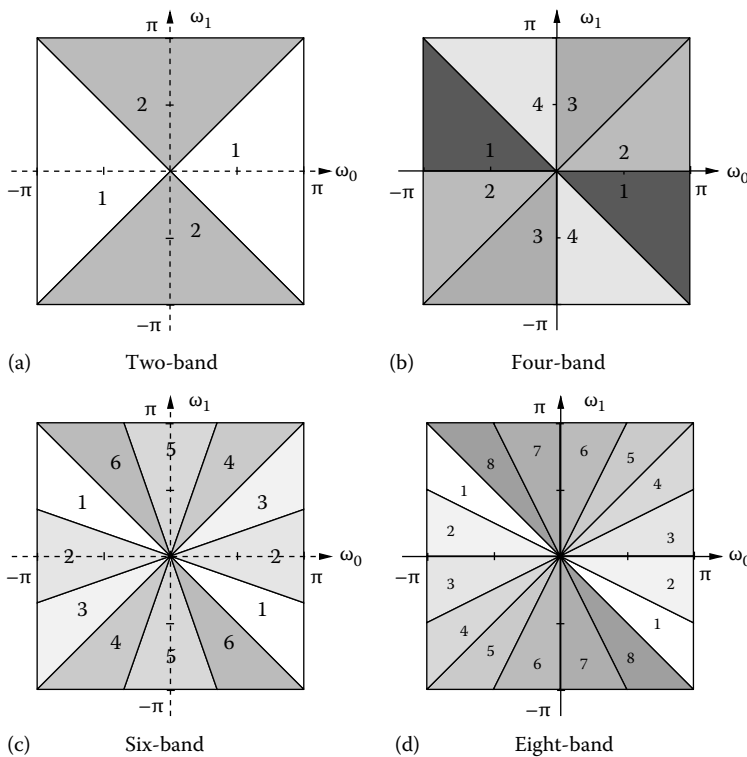 π ω₁
2
1
−π π ω₀
1
2
−π
(a) Two-band
π ω₁
4 3
1 2
−π π ω₀
2 1
3 4
−π
(b) Four-band
π ω₁
5
6 4
1 3
2 2
−π π ω₀
3 1
4 6
5
−π
(c) Six-band
π ω₁
7 6
8 5
1 4
2 3
−π π ω₀
3 2
4 1
5 8
6 7
−π
(d) Eight-band